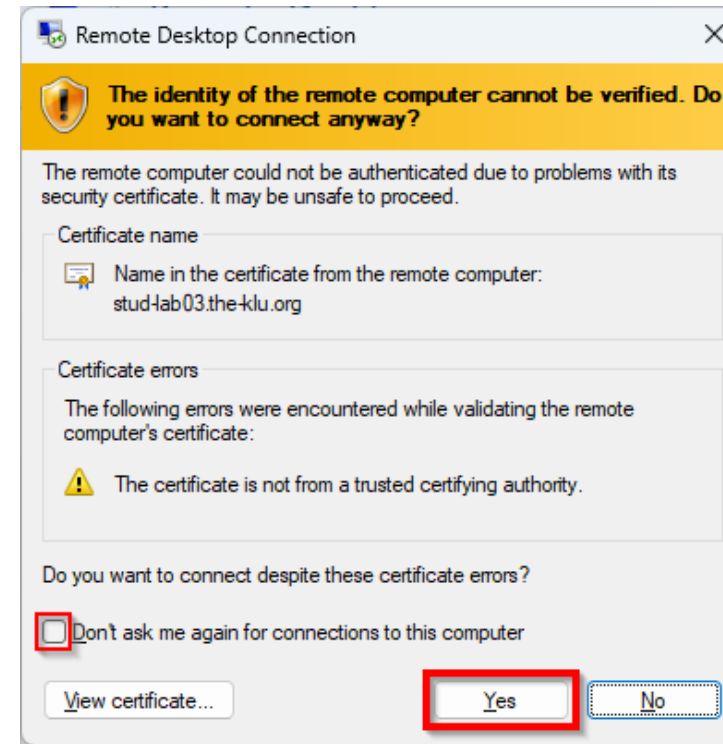 Remote Desktop Connection
The identity of the remote computer cannot be verified. Do
you want to connect anyway?
The remote computer could not be authenticated due to problems with its
security certificate. It may be unsafe to proceed.
Certificate name
Name in the certificate from the remote computer:
stud-lab03.the-klu.org
Certificate errors
The following errors were encountered while validating the remote
computer's certificate:
The certificate is not from a trusted certifying authority.
Do you want to connect despite these certificate errors?
Don't ask me again for connections to this computer
View certificate...
Yes
No